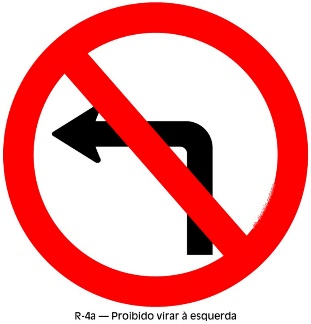 R-4a — Proibido virar à esquerda